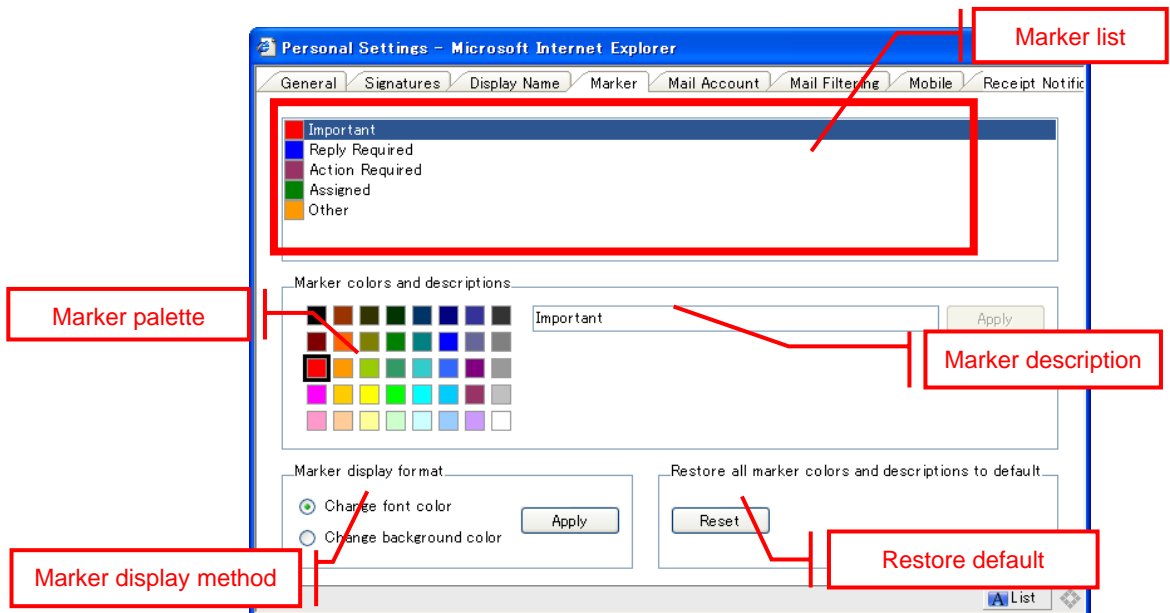 Marker list
Personal Settings - Microsoft Internet Explorer
General Signatures Display Name Marker Mail Account Mail Filtering Mobile Receipt Notific
Important
Reply Required
Action Required
Assigned
Other
Marker colors and descriptions
Marker palette
Important
Apply
Marker description
Marker display format
Restore all marker colors and descriptions to default
Change font color
Apply
Reset
Change background color
Restore default
Marker display method
A List